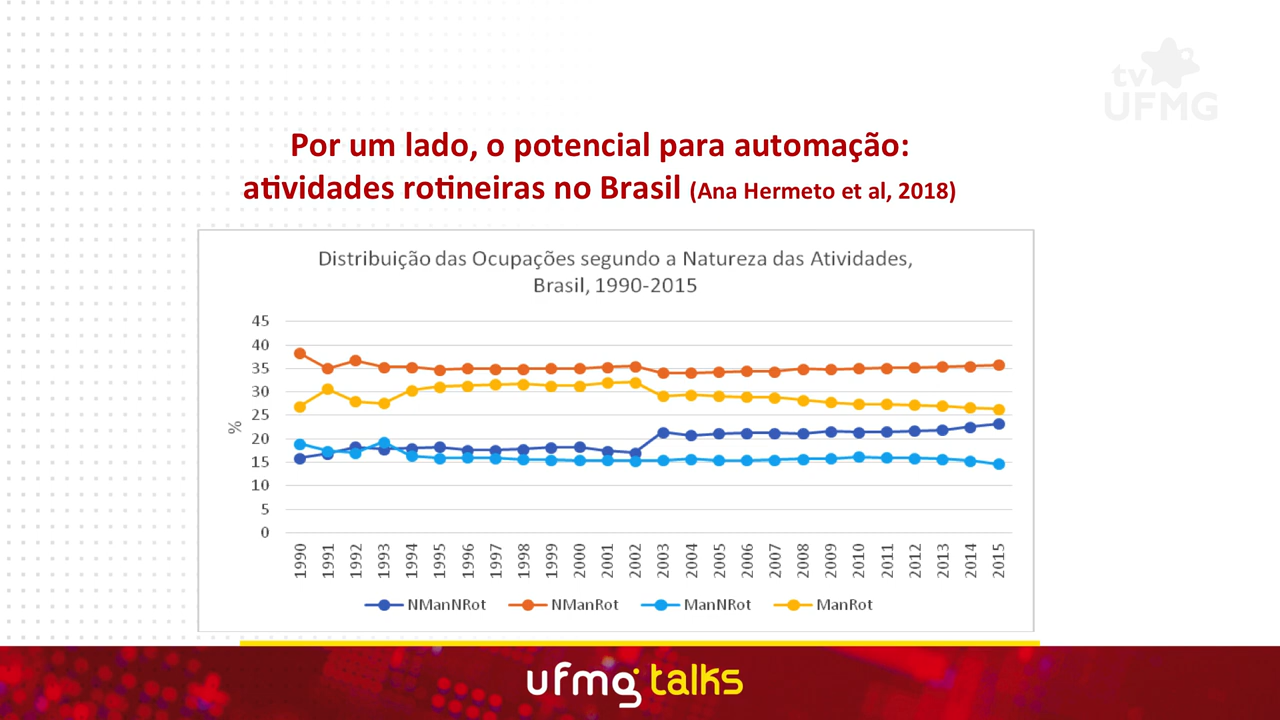 tv
UFMG
Por um lado, o potencial para automação:
atividades rotineiras no Brasil (Ana Hermeto et al, 2018)
Distribuição das Ocupações segundo a Natureza das Atividades,
Brasil, 1990-2015
45
40
35
30
25
20
15
10
5
0
%
1990 1991 1992 1993 1994 1995 1996 1997 1998 1999 2000 2001 2002 2003 2004 2005 2006 2007 2008 2009 2010 2011 2012 2013 2014 2015
NManNRot NManRot ManNRot ManRot
ufmg talks